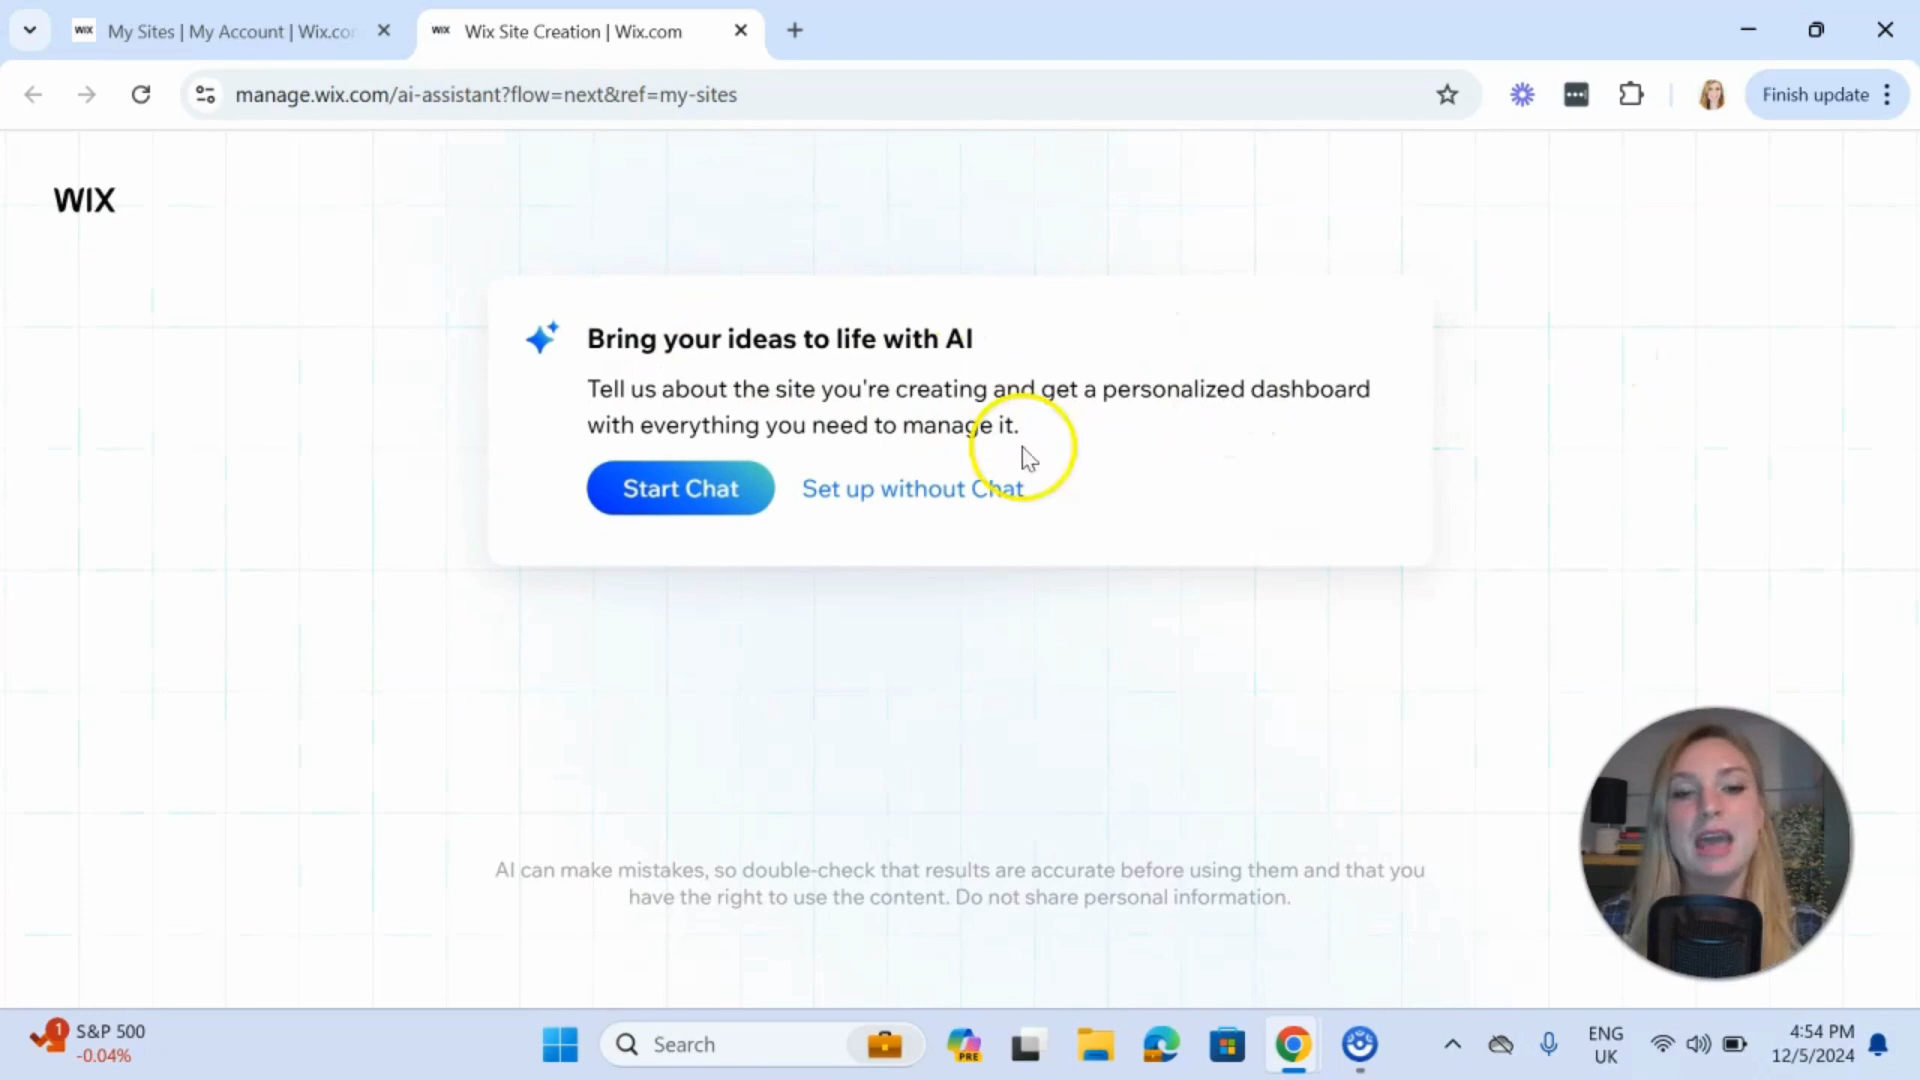 WIX My Sites | My Account | Wix.co
WIX Wix Site Creation | Wix.com
manage.wix.com/ai-assistant?flow=next&ref=my-sites
Finish update
WIX
Bring your ideas to life with AI
Tell us about the site you're creating and get a personalized dashboard
with everything you need to manage it.
Start Chat
Set up without Chat
AI can make mistakes, so double-check that results are accurate before using them and that you
have the right to use the content. Do not share personal information.
1
S&P 500
-0.04%
Search
PRE
ENG
UK
4:54 PM
12/5/2024